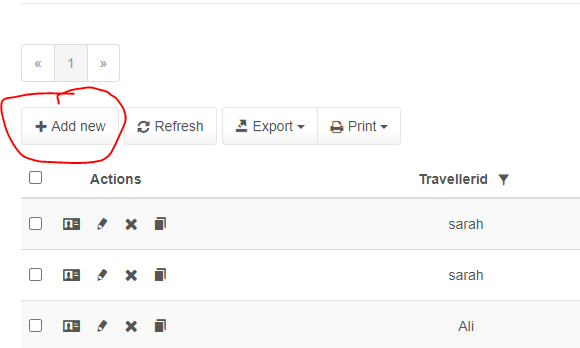 « 1 »
Add new Refresh Export Print
Actions Travellerid
sarah
sarah
Ali